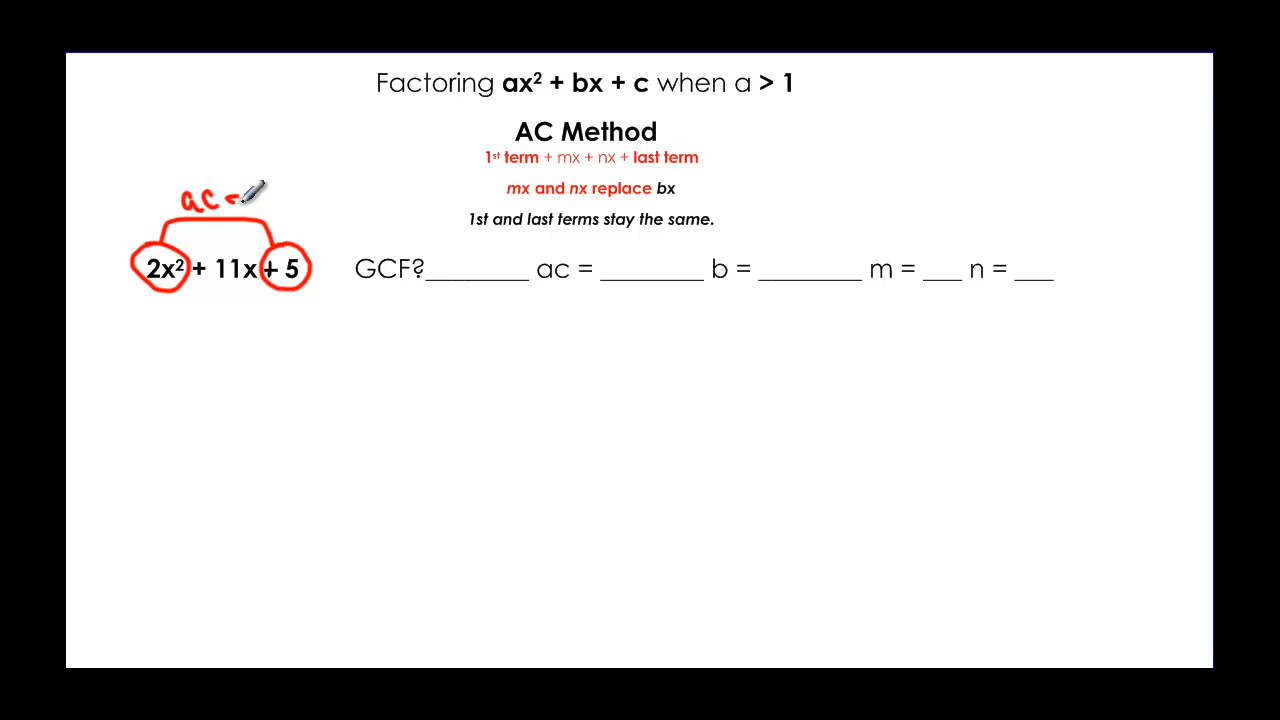 Factoring ax² + bx + c when a > 1
AC Method
1st term + mx + nx + last term
mx and nx replace bx
1st and last terms stay the same.
ac -
2x² + 11x + 5 GCF?________ ac = ________ b = ________ m = ___ n = ___